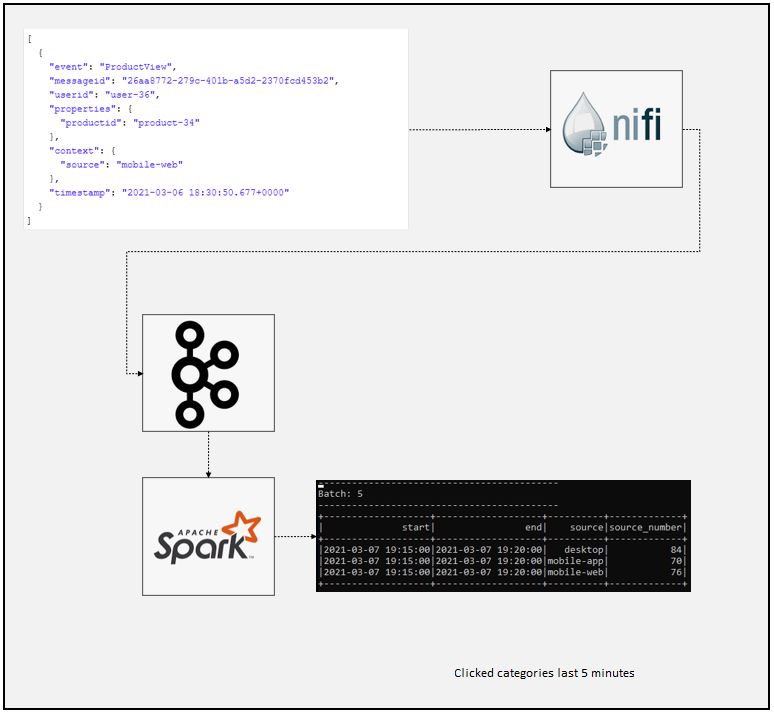 [
  {
    "event": "ProductView",
    "messageid": "26aa8772-279c-401b-a5d2-2370fcd453b2",
    "userid": "user-36",
    "properties": {
      "productid": "product-34"
    },
    "context": {
      "source": "mobile-web"
    },
    "timestamp": "2021-03-06 18:30:50.677+0000"
  }
]
nifi
APACHE
Spark™
-------------------------------------------
Batch: 5
-------------------------------------------
+-------------------+-------------------+----------+-------------+
|              start|                end|    source|source_number|
+-------------------+-------------------+----------+-------------+
|2021-03-07 19:15:00|2021-03-07 19:20:00|   desktop|           84|
|2021-03-07 19:15:00|2021-03-07 19:20:00|mobile-app|           70|
|2021-03-07 19:15:00|2021-03-07 19:20:00|mobile-web|           76|
+-------------------+-------------------+----------+-------------+
Clicked categories last 5 minutes